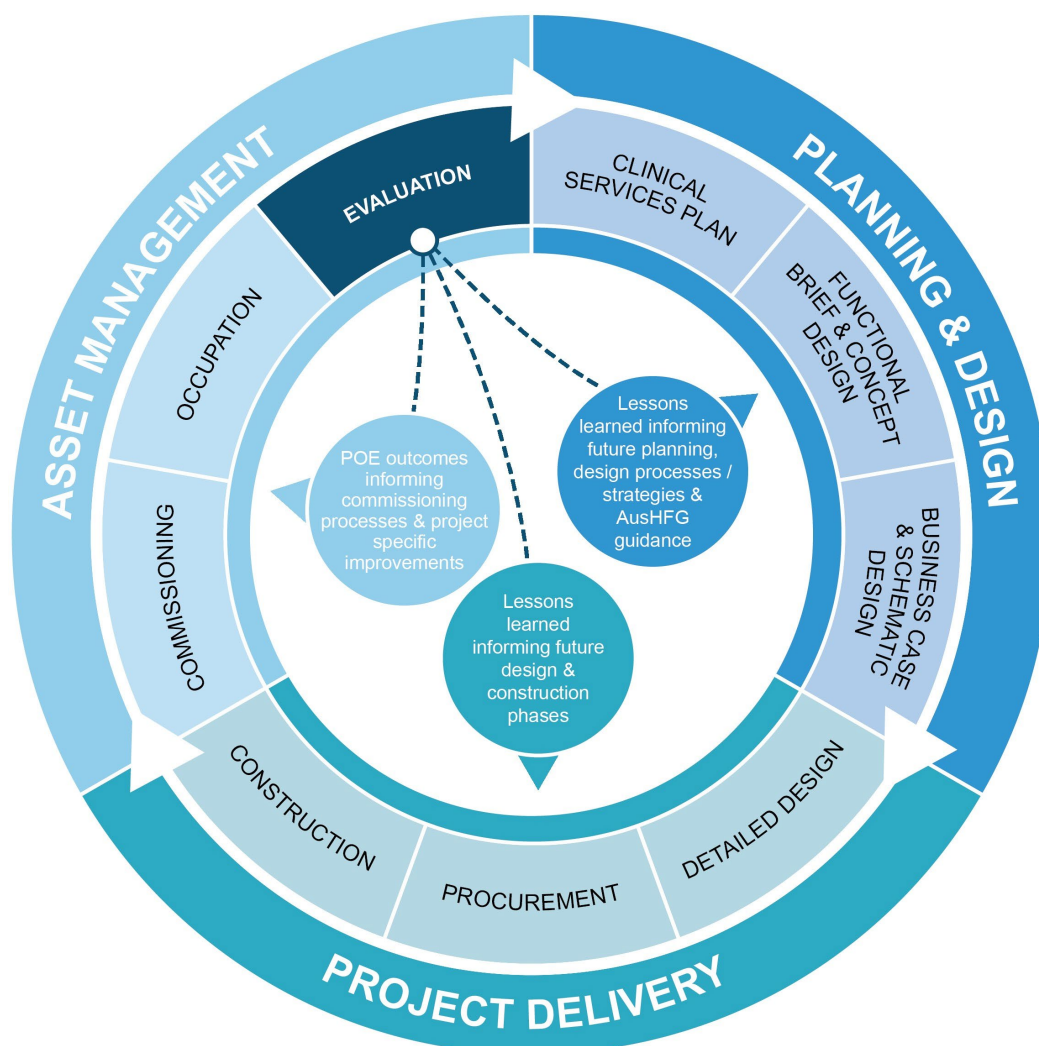 ASSET MANAGEMENT
PLANNING & DESIGN
PROJECT DELIVERY
EVALUATION
CLINICAL
SERVICES PLAN
FUNCTIONAL
BRIEF & CONCEPT
DESIGN
BUSINESS CASE
& SCHEMATIC
DESIGN
DETAILED DESIGN
PROCUREMENT
CONSTRUCTION
COMMISSIONING
OCCUPATION
Lessons
learned informing
future planning,
design processes /
strategies &
AusHFG
guidance
POE outcomes
informing
commissioning
processes & project
specific
improvements
Lessons
learned
informing future
design &
construction
phases